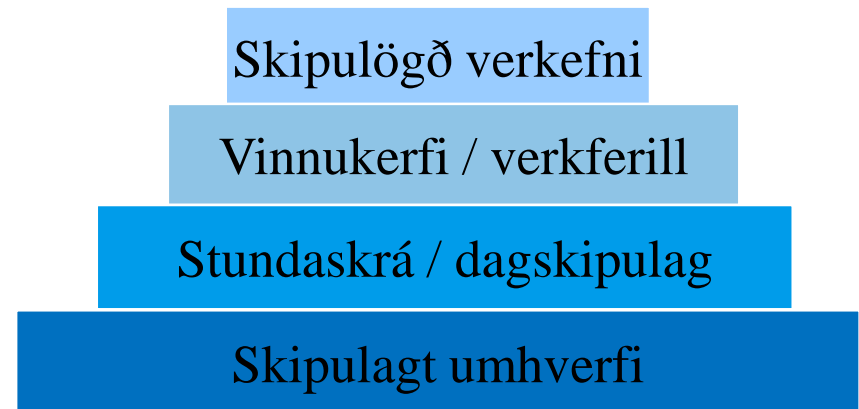 Skipulögð verkefni
Vinnukerfi / verkferill
Stundaskrá / dagskipulag
Skipulagt umhverfi